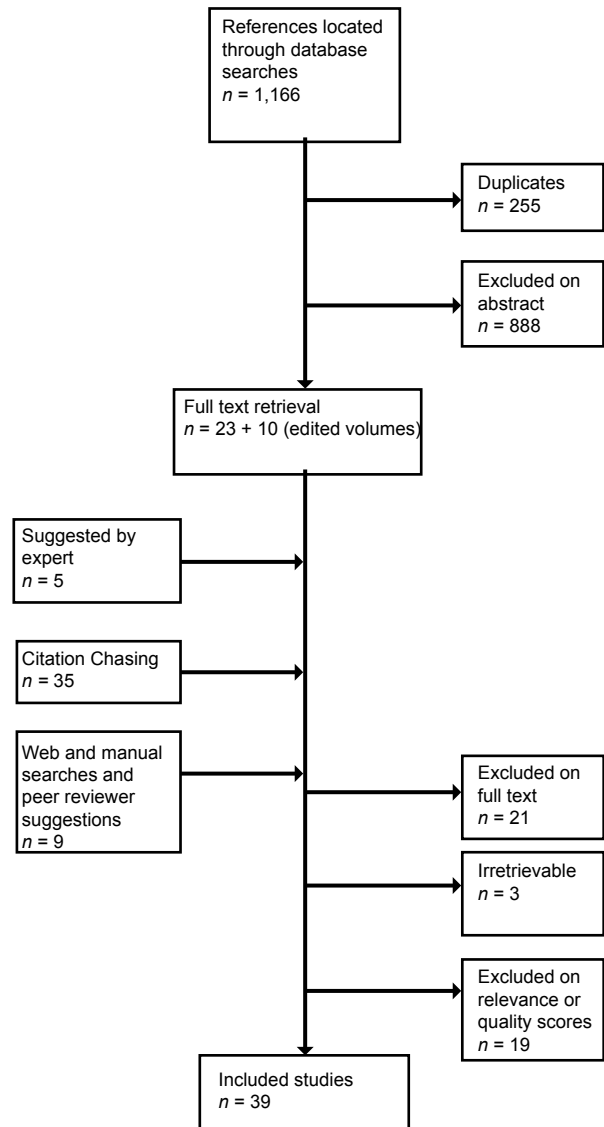 References located
through database
searches
n = 1,166
Duplicates
n = 255
Excluded on
abstract
n = 888
Full text retrieval
n = 23 + 10 (edited volumes)
Suggested by
expert
n = 5
Citation Chasing
n = 35
Web and manual
searches and
peer reviewer
suggestions
n = 9
Excluded on
full text
n = 21
Irretrievable
n = 3
Excluded on
relevance or
quality scores
n = 19
Included studies
n = 39